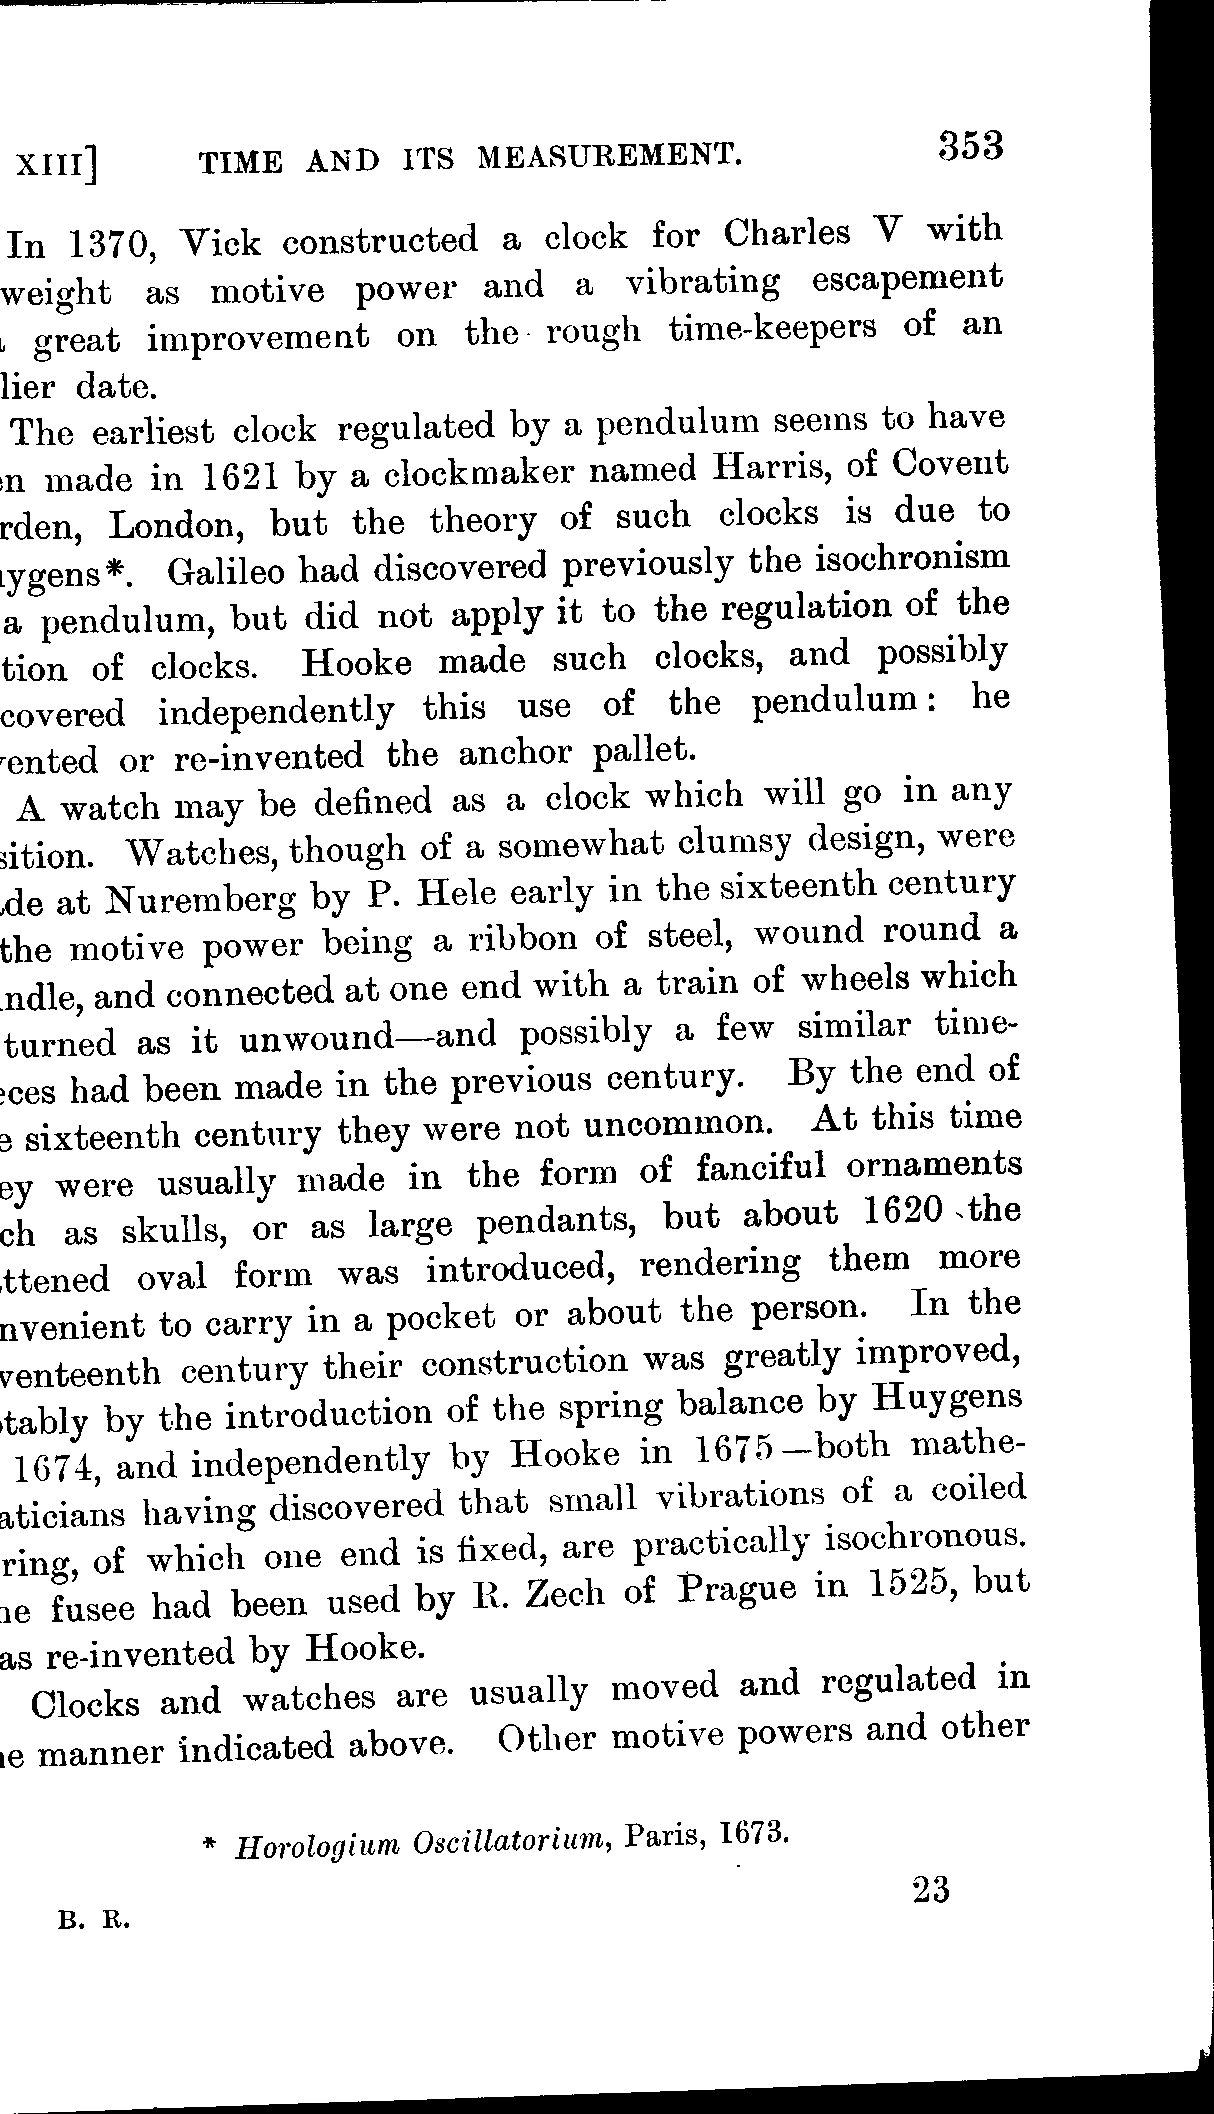 XIII] TIME AND ITS MEASUREMENT. 353
In 1370, Vick constructed a clock for Charles V with
weight as motive power and a vibrating escapement
great improvement on the rough time-keepers of an
lier date.
The earliest clock regulated by a pendulum seems to have
n made in 1621 by a clockmaker named Harris, of Covent
rden, London, but the theory of such clocks is due to
ygens*. Galileo had discovered previously the isochronism
a pendulum, but did not apply it to the regulation of the
tion of clocks. Hooke made such clocks, and possibly
covered independently this use of the pendulum: he
ented or re-invented the anchor pallet.
A watch may be defined as a clock which will go in any
sition. Watches, though of a somewhat clumsy design, were
de at Nuremberg by P. Hele early in the sixteenth century
the motive power being a ribbon of steel, wound round a
ndle, and connected at one end with a train of wheels which
turned as it unwound—and possibly a few similar time-
ces had been made in the previous century. By the end of
e sixteenth century they were not uncommon. At this time
ey were usually made in the form of fanciful ornaments
ch as skulls, or as large pendants, but about 1620 the
ttened oval form was introduced, rendering them more
nvenient to carry in a pocket or about the person. In the
venteenth century their construction was greatly improved,
tably by the introduction of the spring balance by Huygens
1674, and independently by Hooke in 1675—both mathe-
aticians having discovered that small vibrations of a coiled
ring, of which one end is fixed, are practically isochronous.
e fusee had been used by R. Zech of Prague in 1525, but
as re-invented by Hooke.
Clocks and watches are usually moved and regulated in
e manner indicated above. Other motive powers and other
* Horologium Oscillatorium, Paris, 1673.
B. R. 23